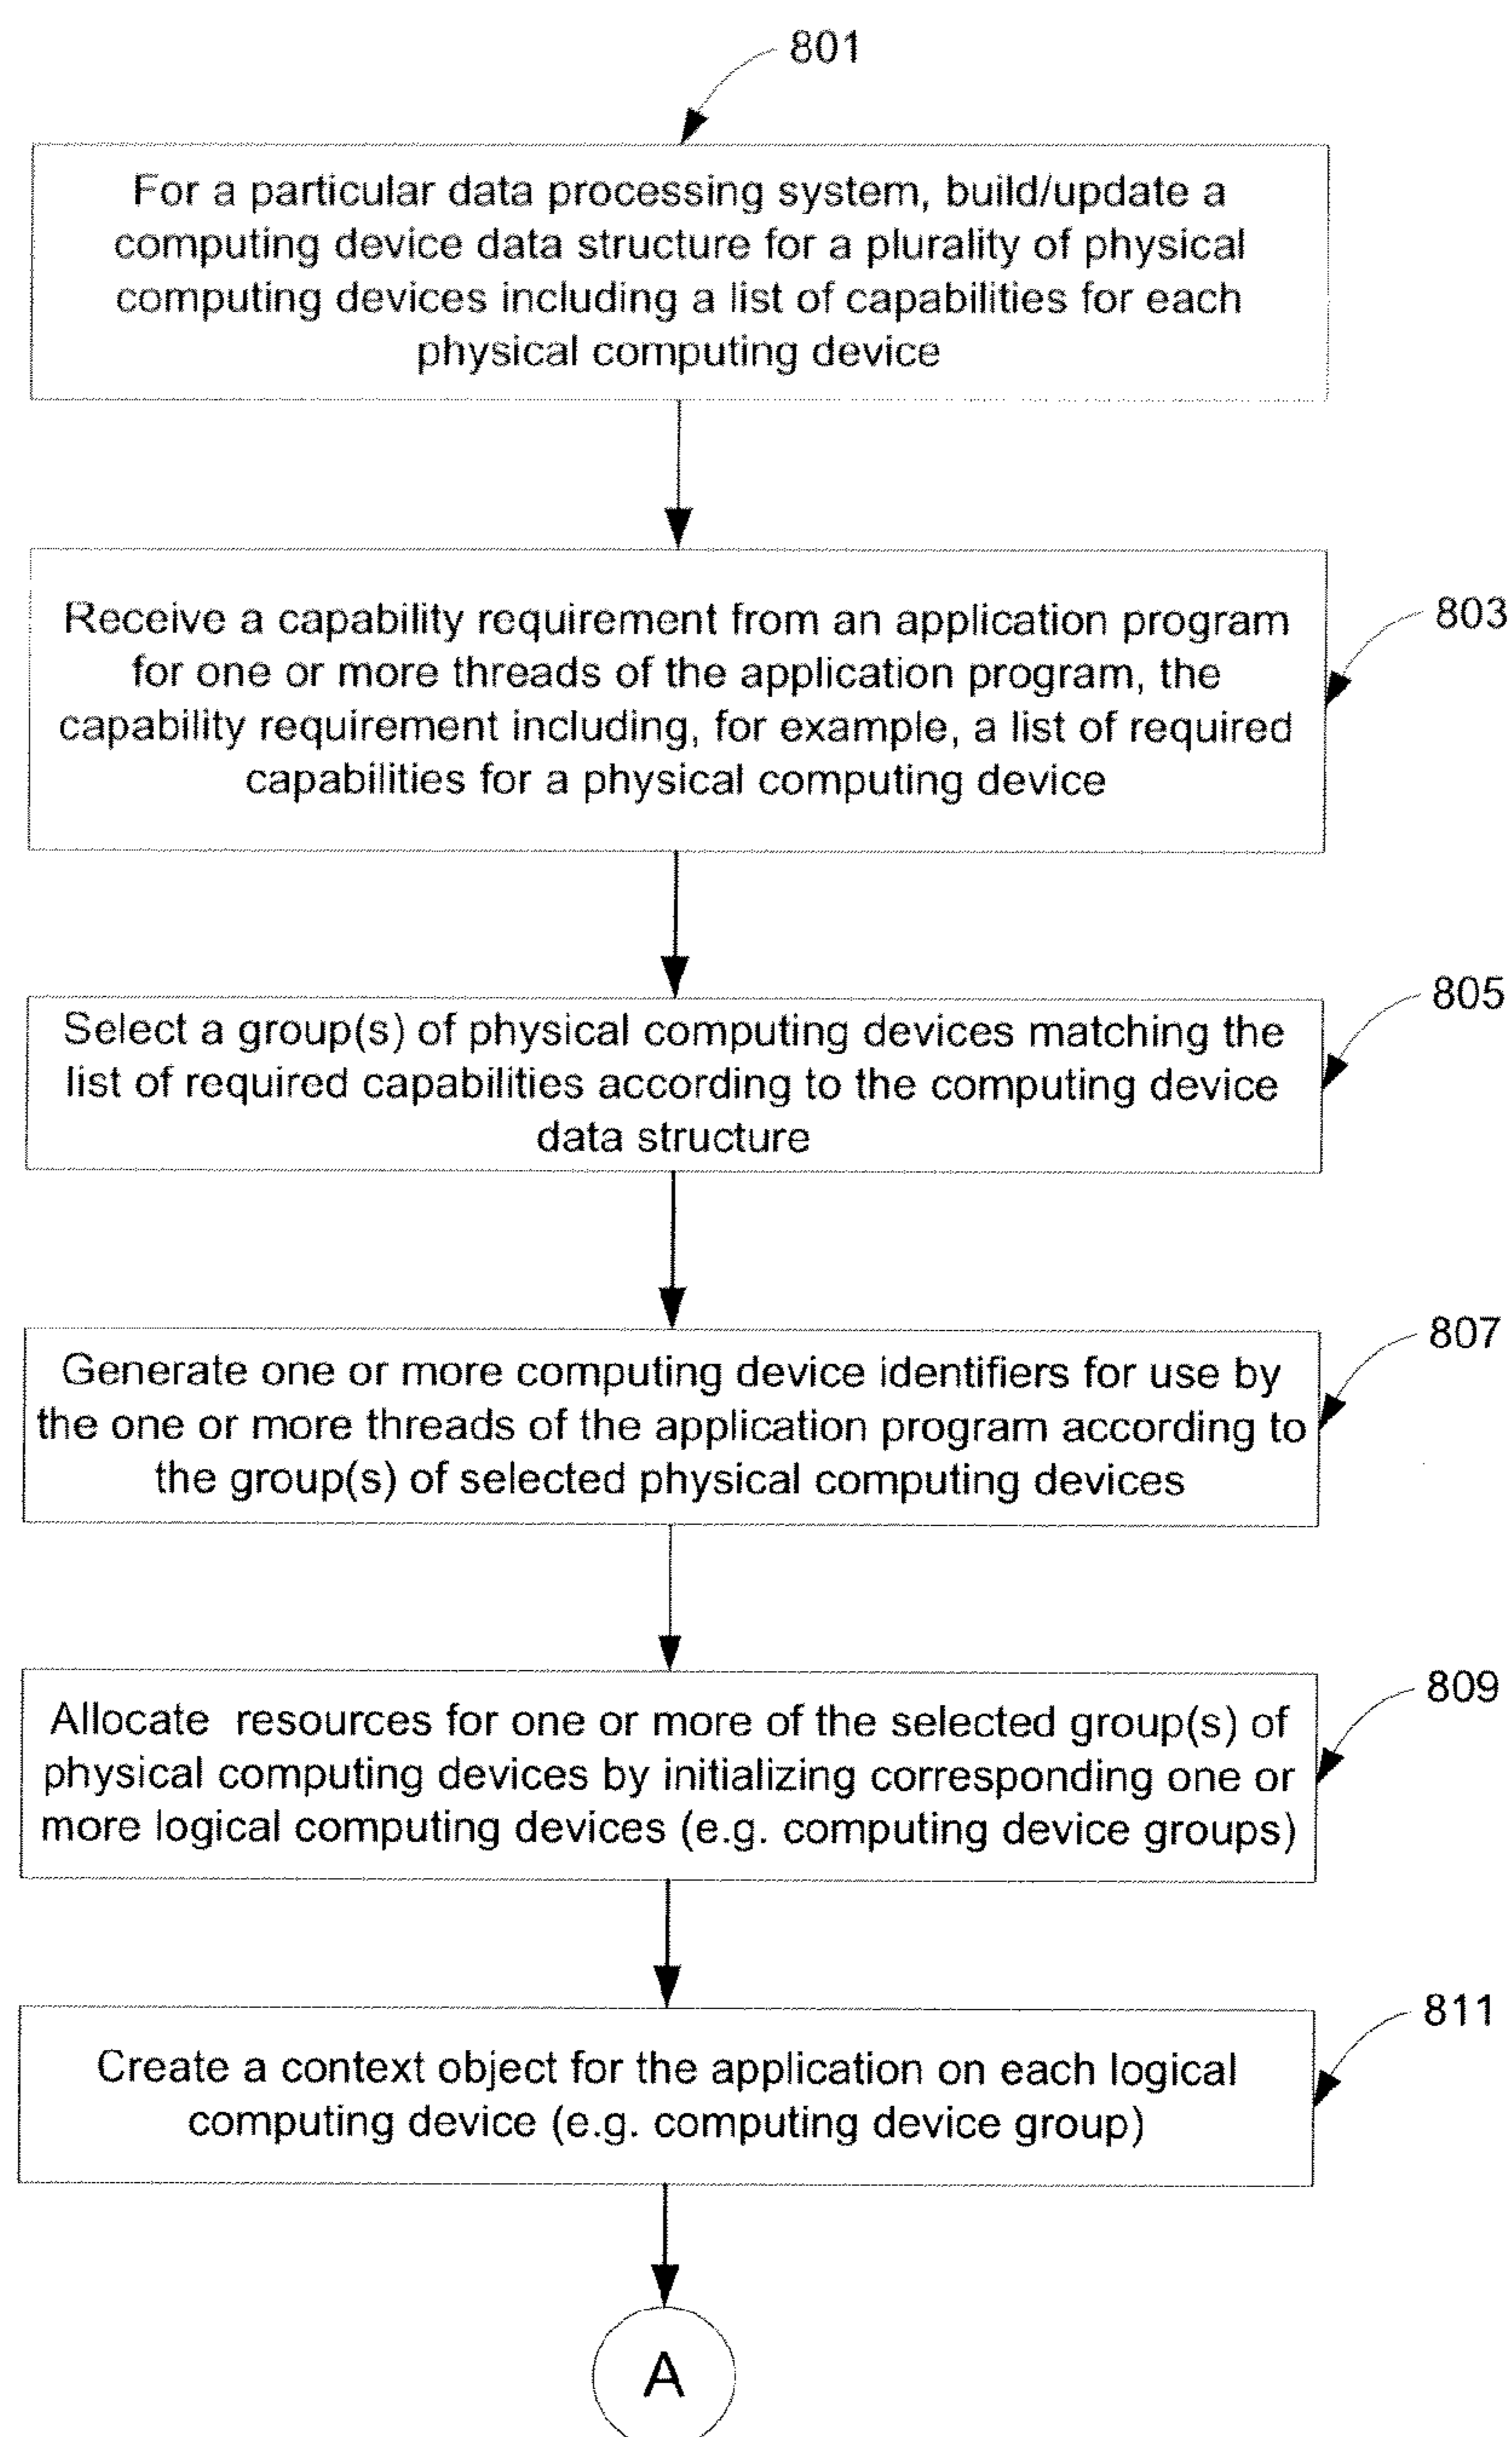 801
For a particular data processing system, build/update a
computing device data structure for a plurality of physical
computing devices including a list of capabilities for each
physical computing device
Receive a capability requirement from an application program
for one or more threads of the application program, the
capability requirement including, for example, a list of required
capabilities for a physical computing device
803
Select a group(s) of physical computing devices matching the
list of required capabilities according to the computing device
data structure
805
Generate one or more computing device identifiers for use by
the one or more threads of the application program according to
the group(s) of selected physical computing devices
807
Allocate resources for one or more of the selected group(s) of
physical computing devices by initializing corresponding one or
more logical computing devices (e.g. computing device groups)
809
Create a context object for the application on each logical
computing device (e.g. computing device group)
811
A